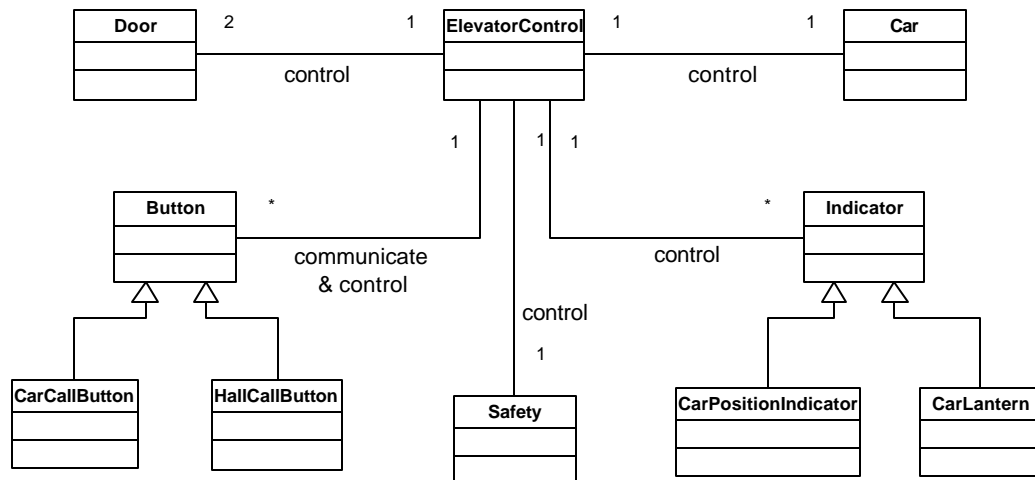 Door
2
1
ElevatorControl
1
1
Car
control
control
1
1
1
Button
*
*
Indicator
communicate
& control
control
control
1
CarCallButton
HallCallButton
Safety
CarPositionIndicator
CarLantern